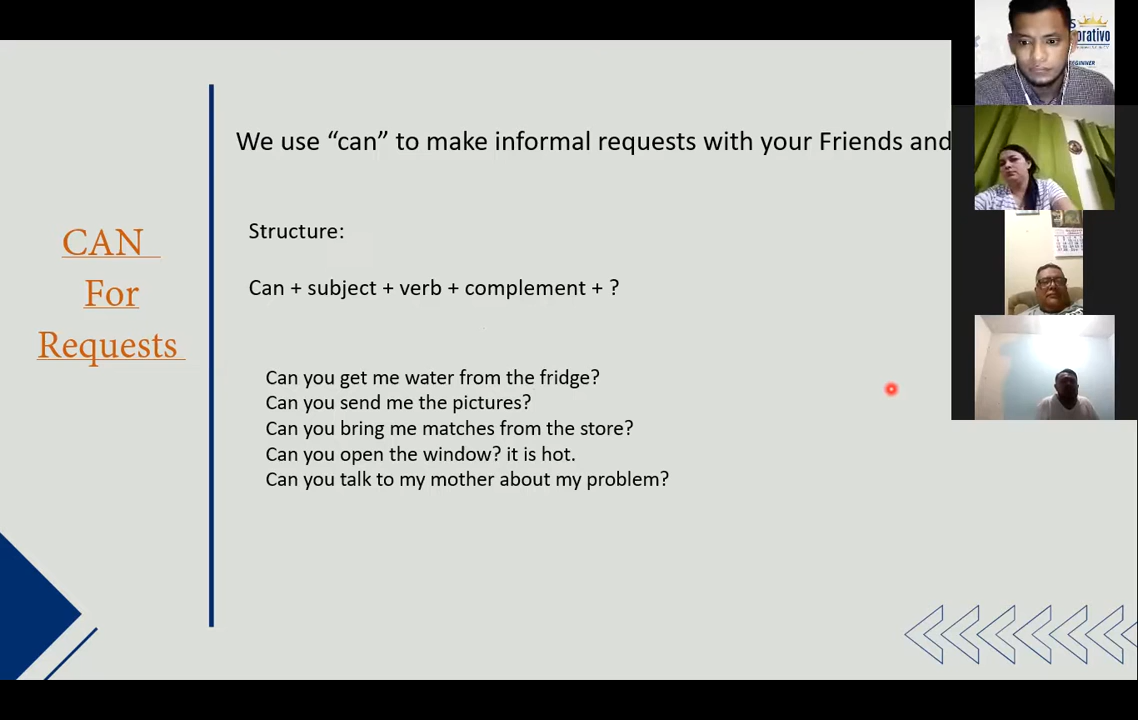 We use “can” to make informal requests with your Friends and
CAN
For
Requests
Structure:
Can + subject + verb + complement + ?
Can you get me water from the fridge?
Can you send me the pictures?
Can you bring me matches from the store?
Can you open the window? it is hot.
Can you talk to my mother about my problem?